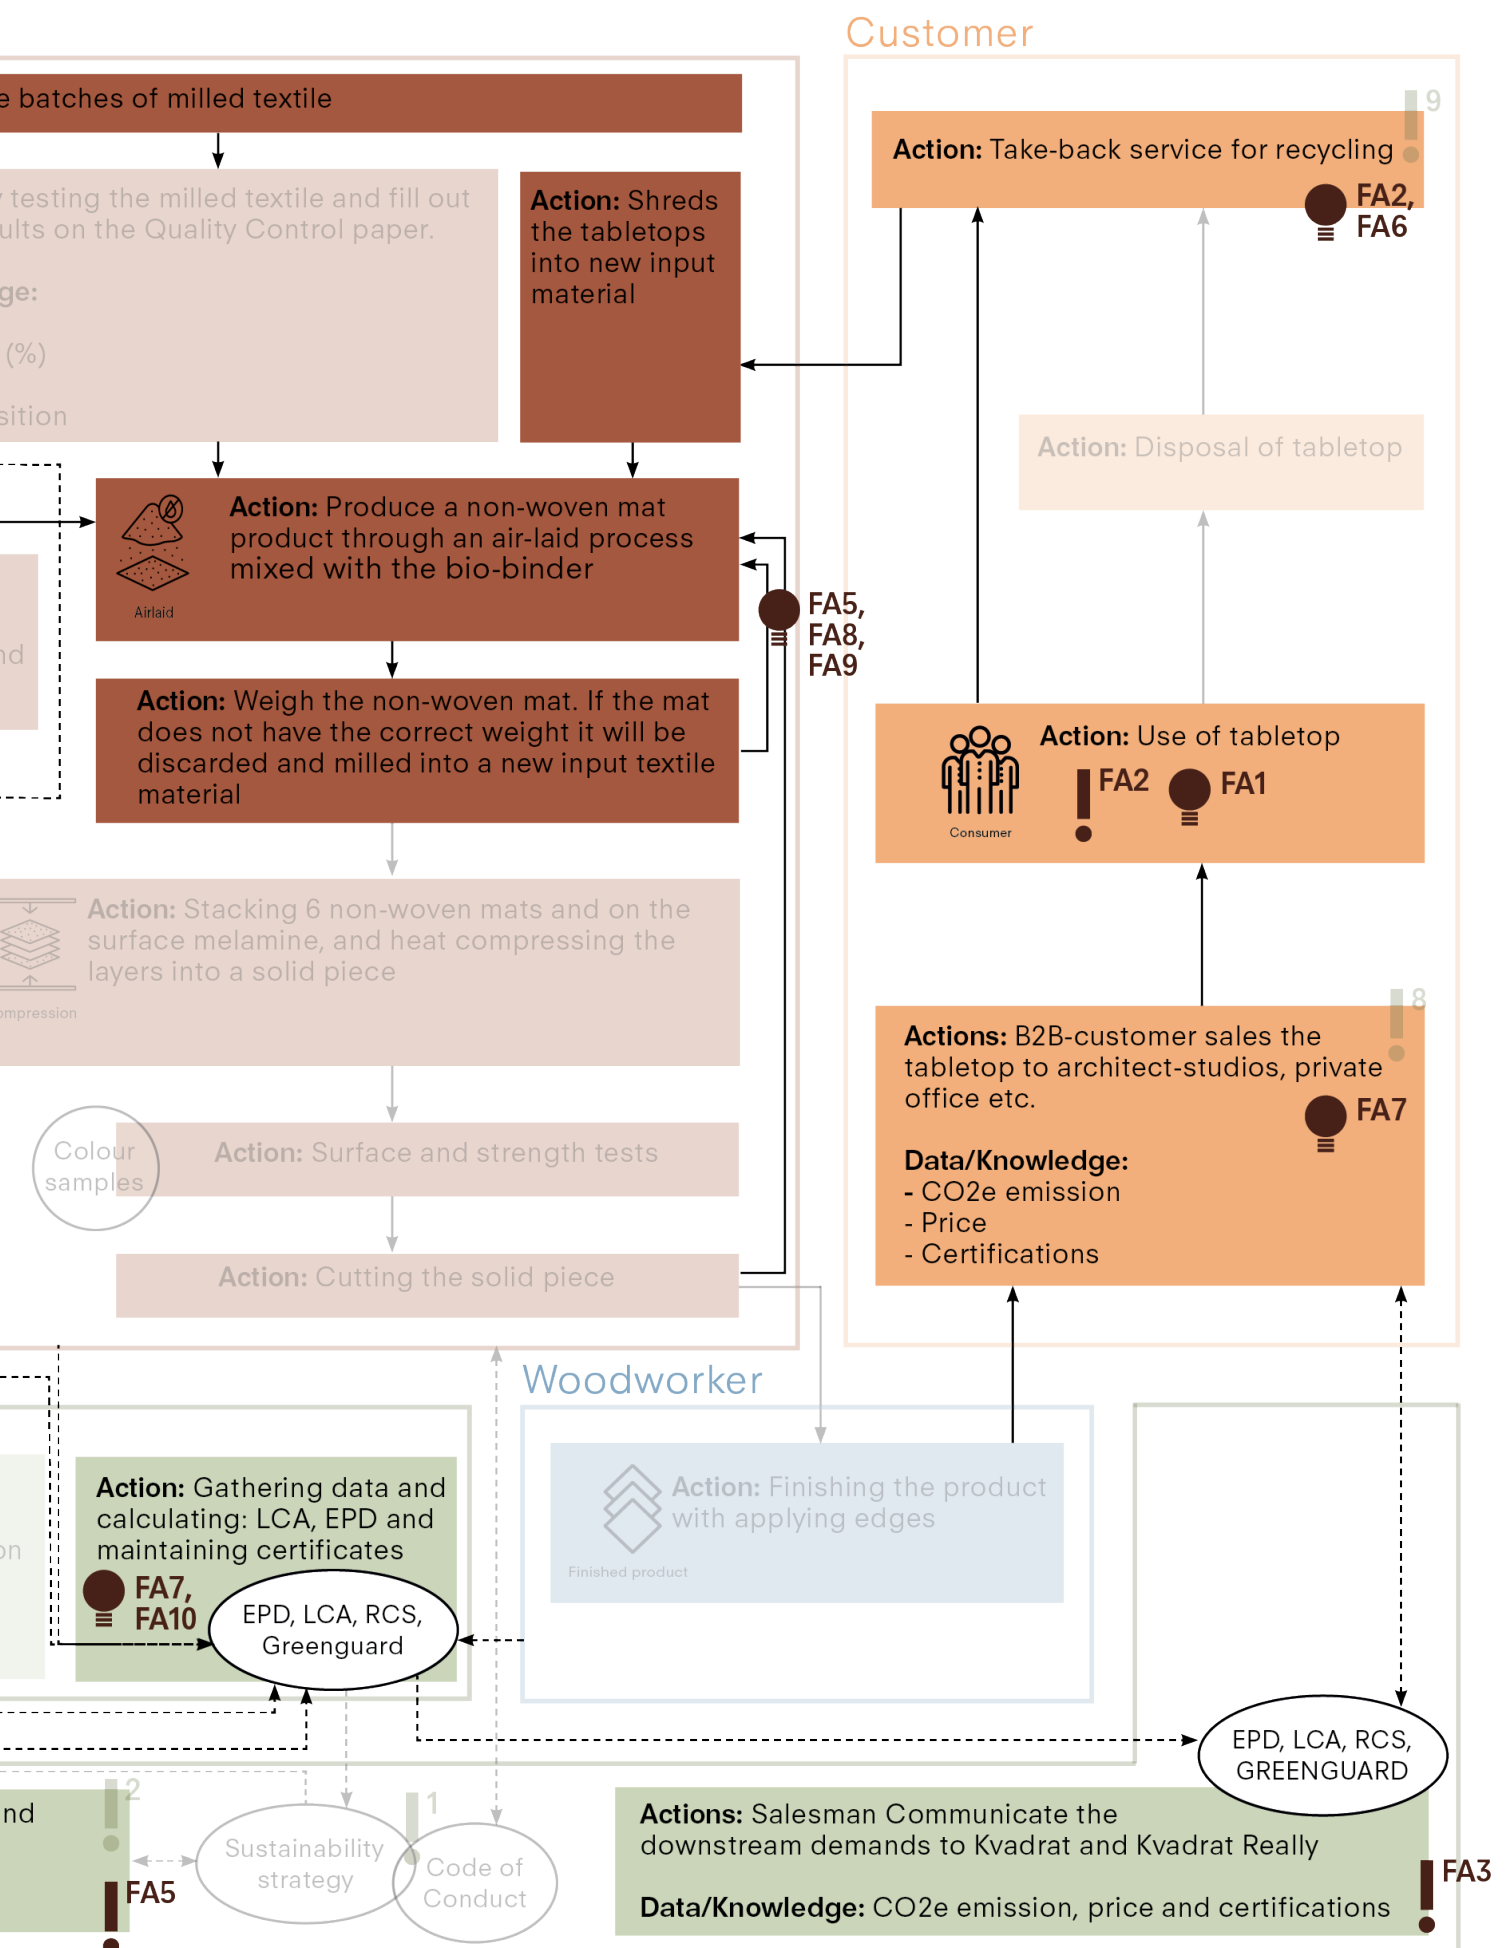 Customer
e batches of milled textile
9
Action: Take-back service for recycling
FA2,
FA6
testing the milled textile and fill out
ults on the Quality Control paper.
ge:
(%)
sition
Action: Shreds
the tabletops
into new input
material
Action: Disposal of tabletop
Action: Produce a non-woven mat
product through an air-laid process
mixed with the bio-binder
Airlaid
FA5,
FA8,
FA9
nd
Action: Weigh the non-woven mat. If the mat
does not have the correct weight it will be
discarded and milled into a new input textile
material
Action: Use of tabletop
FA2
FA1
Consumer
Action: Stacking 6 non-woven mats and on the
surface melamine, and heat compressing the
layers into a solid piece
ompression
8
Actions: B2B-customer sales the
tabletop to architect-studios, private
office etc.
FA7
Data/Knowledge:
- CO2e emission
- Price
- Certifications
Colour
samples
Action: Surface and strength tests
Action: Cutting the solid piece
Woodworker
Action: Gathering data and
calculating: LCA, EPD and
maintaining certificates
FA7,
FA10
EPD, LCA, RCS,
Greenguard
on
Action: Finishing the product
with applying edges
Finished product
EPD, LCA, RCS,
GREENGUARD
2
nd
FA5
1
Sustainability
strategy
Code of
Conduct
Actions: Salesman Communicate the
downstream demands to Kvadrat and Kvadrat Really
Data/Knowledge: CO2e emission, price and certifications
FA3